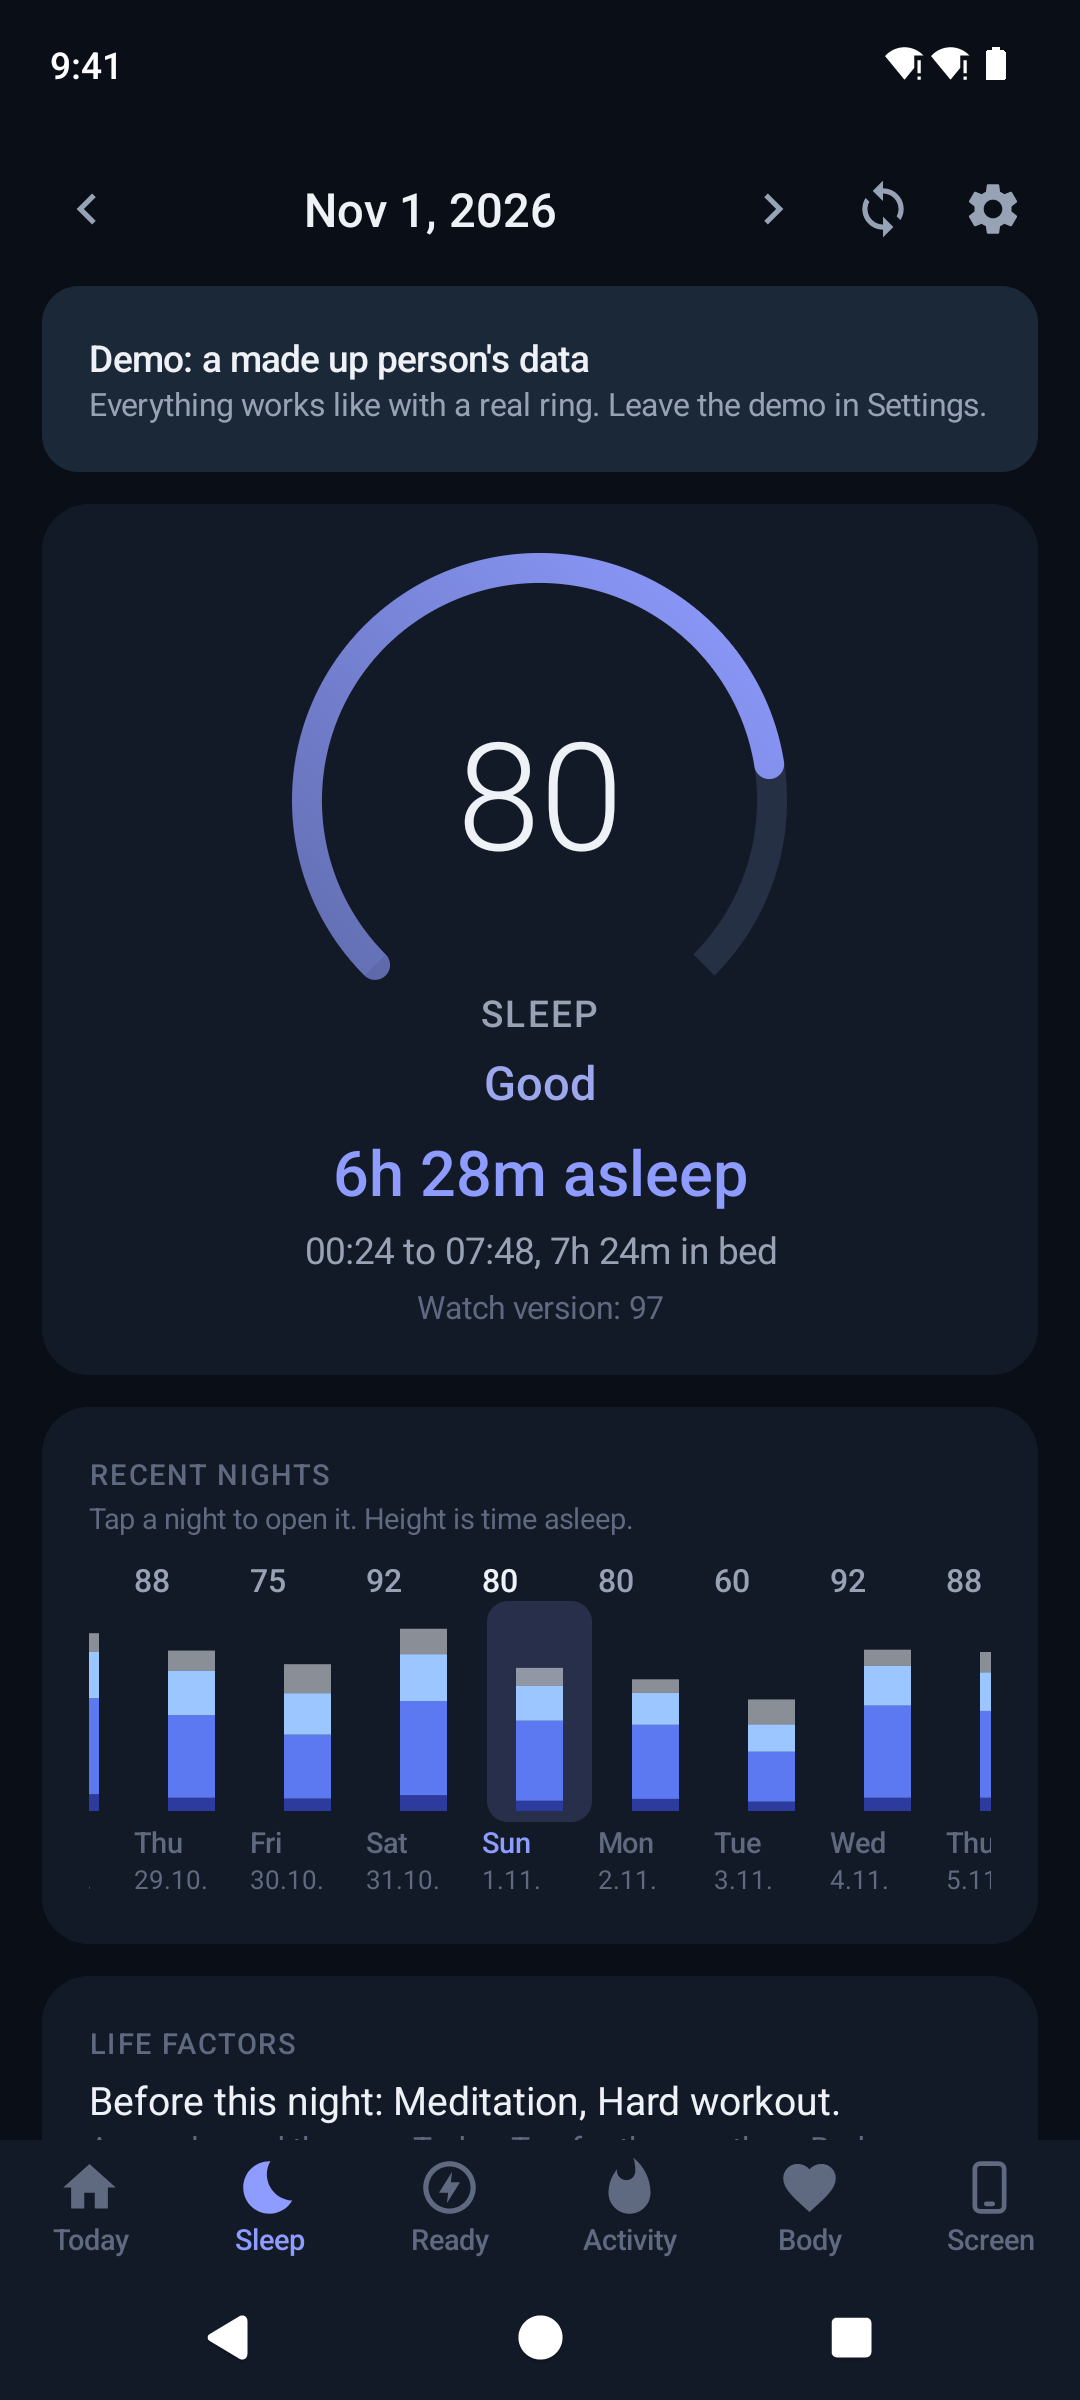 9:41
Nov 1, 2026
Demo: a made up person's data
Everything works like with a real ring. Leave the demo in Settings.
80
SLEEP
Good
6h 28m asleep
00:24 to 07:48, 7h 24m in bed
Watch version: 97
RECENT NIGHTS
Tap a night to open it. Height is time asleep.
88 75 92 80 80 60 92 88
Thu Fri Sat Sun Mon Tue Wed Thu
29.10. 30.10. 31.10. 1.11. 2.11. 3.11. 4.11. 5.11
LIFE FACTORS
Before this night: Meditation, Hard workout.
Today Sleep Ready Activity Body Screen